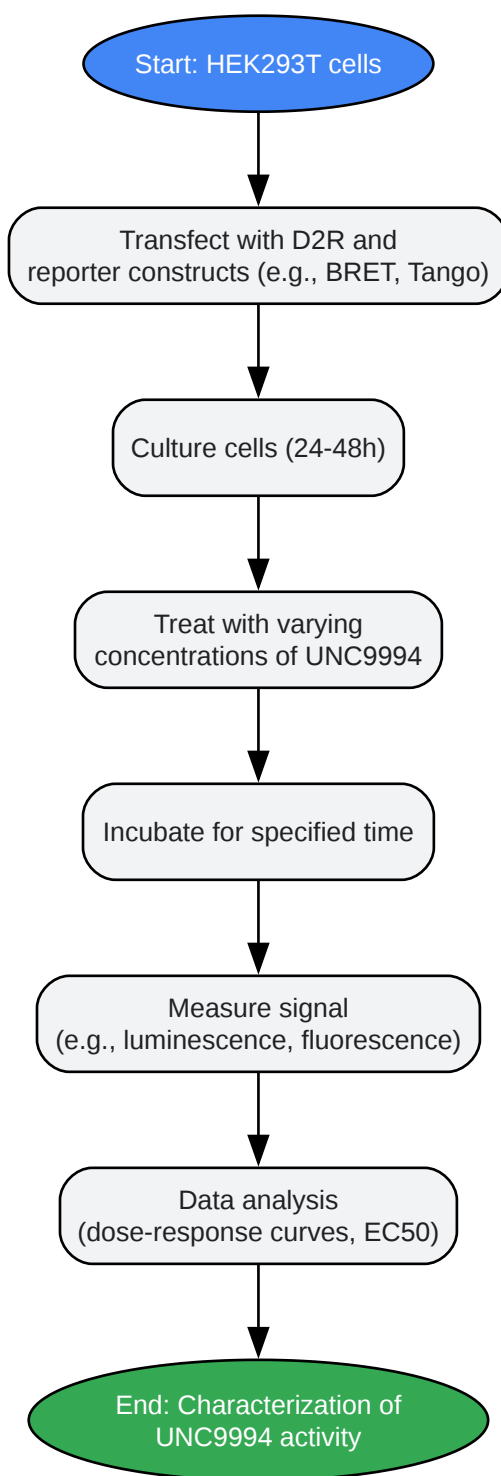 Start: HEK293T cells
Transfect with D2R and
reporter constructs (e.g., BRET, Tango)
Culture cells (24-48h)
Treat with varying
concentrations of UNC9994
Incubate for specified time
Measure signal
(e.g., luminescence, fluorescence)
Data analysis
(dose-response curves, EC50)
End: Characterization of
UNC9994 activity